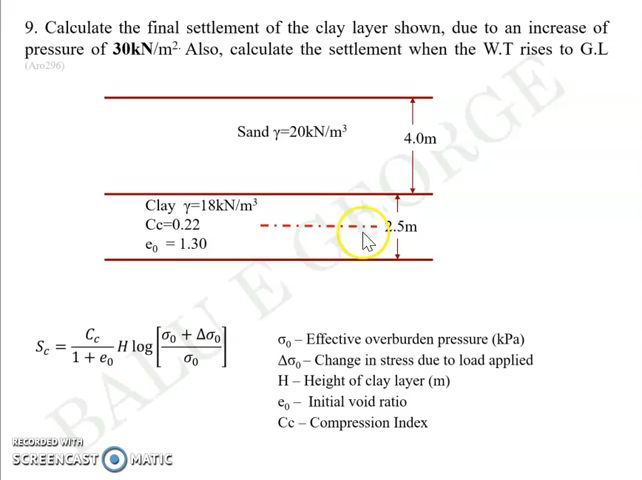 9. Calculate the final settlement of the clay layer shown, due to an increase of
pressure of 30kN/m². Also, calculate the settlement when the W.T rises to G.L
(Aro296)
Sand γ=20kN/m³
4.0m
Clay γ=18kN/m³
Cc=0.22
2.5m
e₀ = 1.30
S_c = C_c / (1 + e₀) H log [(σ₀ + Δσ₀) / σ₀]
σ₀ – Effective overburden pressure (kPa)
Δσ₀ – Change in stress due to load applied
H – Height of clay layer (m)
e₀ – Initial void ratio
Cc – Compression Index
BALU E GEORGE
RECORDED WITH
SCREENCAST MATIC